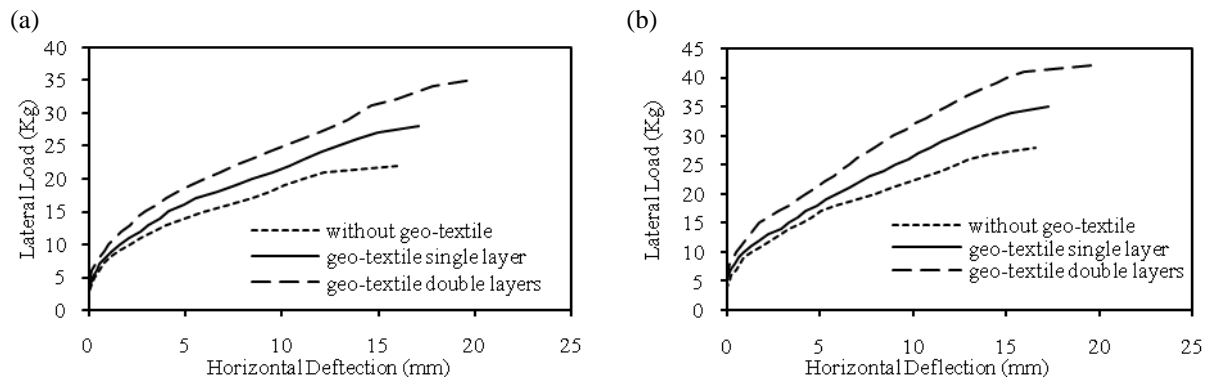 (a)
40
35
30
25
20
15
10
5
0
Lateral Load (Kg)
without geo-textile
geo-textile single layer
geo-textile double layers
0 5 10 15 20 25
Horizontal Deftection (mm)
(b)
45
40
35
30
25
20
15
10
5
0
Lateral Load (Kg)
without geo-textile
geo-textile single layer
geo-textile double layers
0 5 10 15 20 25
Horizontal Deflection (mm)